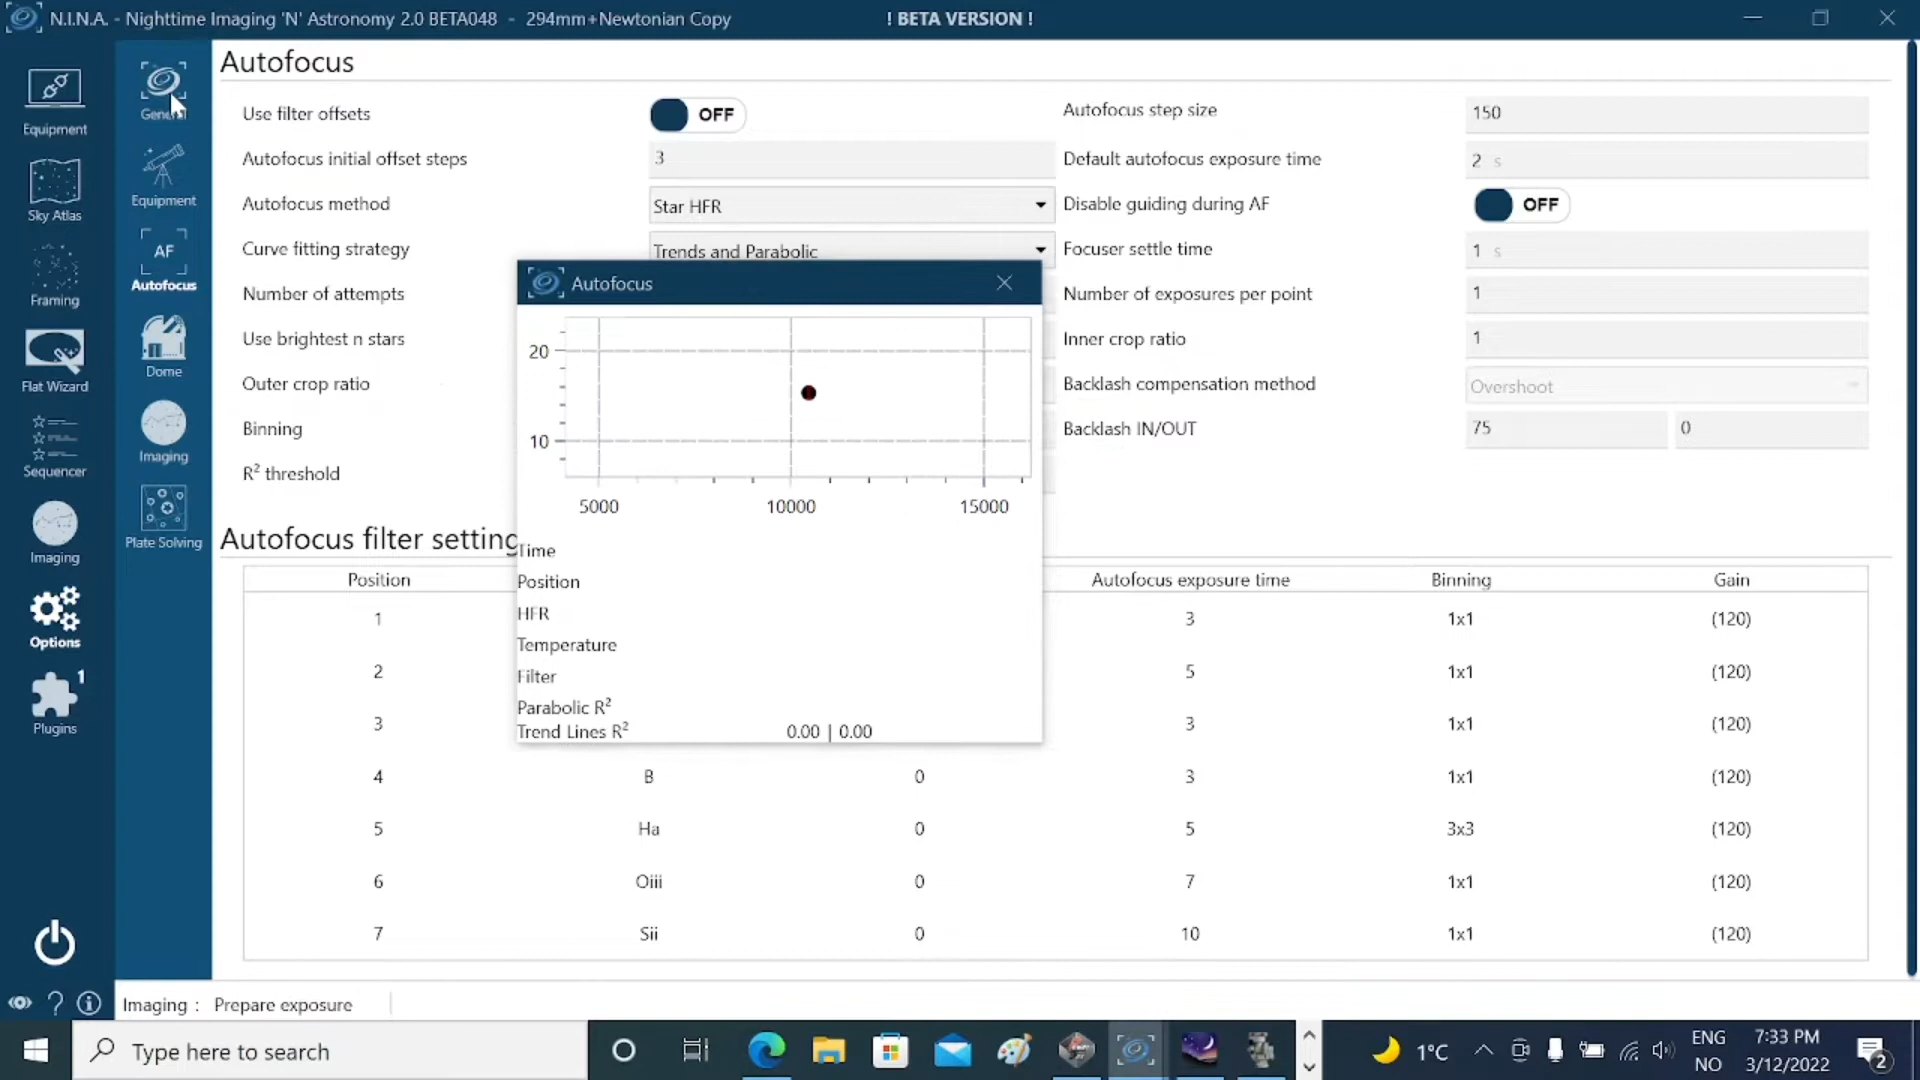 N.I.N.A. - Nighttime Imaging 'N' Astronomy 2.0 BETA048 - 294mm+Newtonian Copy
! BETA VERSION !
Equipment
Sky Atlas
Framing
Flat Wizard
Sequencer
Imaging
Options
1
Plugins
General
Equipment
AF
Autofocus
Dome
Imaging
Plate Solving
Autofocus
Use filter offsets OFF
Autofocus step size 150
Autofocus initial offset steps 3
Default autofocus exposure time 2 s
Autofocus method Star HFR
Disable guiding during AF OFF
Curve fitting strategy Trends and Parabolic
Focuser settle time 1 s
Number of attempts
Number of exposures per point 1
Use brightest n stars
Inner crop ratio 1
Outer crop ratio
Backlash compensation method Overshoot
Binning
Backlash IN/OUT 75 0
R² threshold
Autofocus
20
10
5000 10000 15000
Time
Position
HFR
Temperature
Filter
Parabolic R²
Trend Lines R² 0.00 | 0.00
Autofocus filter setting
Position Autofocus exposure time Binning Gain
1 3 1x1 (120)
2 5 1x1 (120)
3 3 1x1 (120)
4 B 0 3 1x1 (120)
5 Ha 0 5 3x3 (120)
6 Oiii 0 7 1x1 (120)
7 Sii 0 10 1x1 (120)
Imaging : Prepare exposure
Type here to search
1°C
ENG
NO
7:33 PM
3/12/2022
2